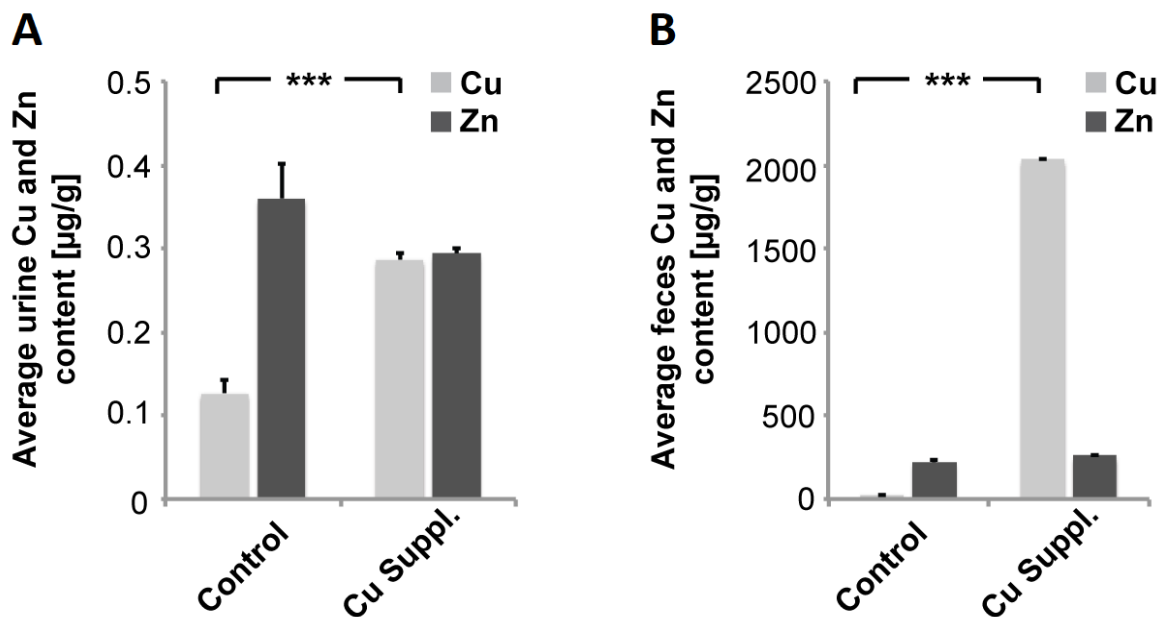 A
Average urine Cu and Zn
content [µg/g]
0.5
0.4
0.3
0.2
0.1
0
***
Cu
Zn
Control
Cu Suppl.
B
Average feces Cu and Zn
content [µg/g]
2500
2000
1500
1000
500
0
***
Cu
Zn
Control
Cu Suppl.